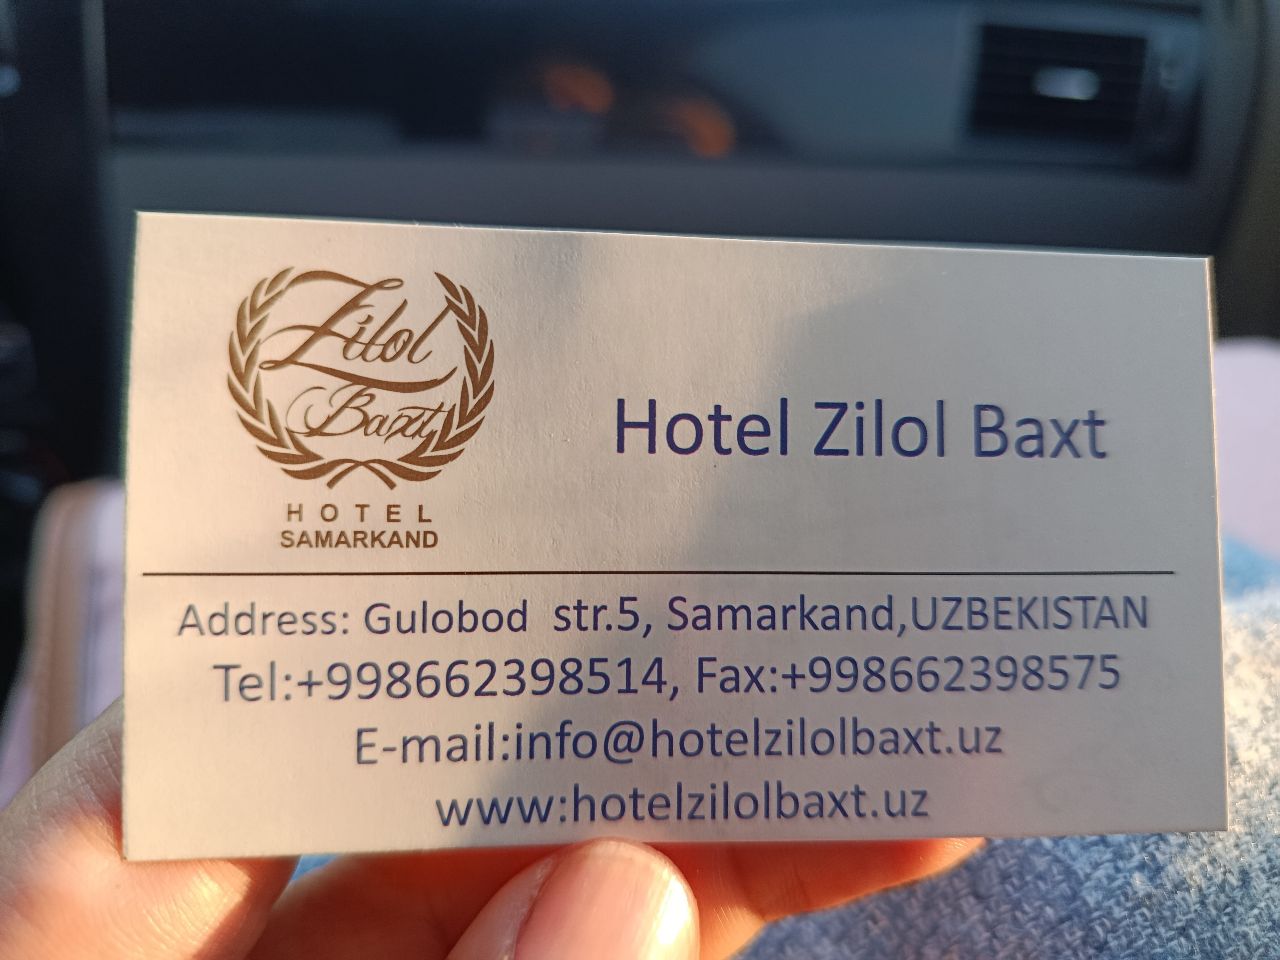 Zilol
Baxt
HOTEL
SAMARKAND
Hotel Zilol Baxt
Address: Gulobod str.5, Samarkand,UZBEKISTAN
Tel:+998662398514, Fax:+998662398575
E-mail:info@hotelzilolbaxt.uz
www:hotelzilolbaxt.uz